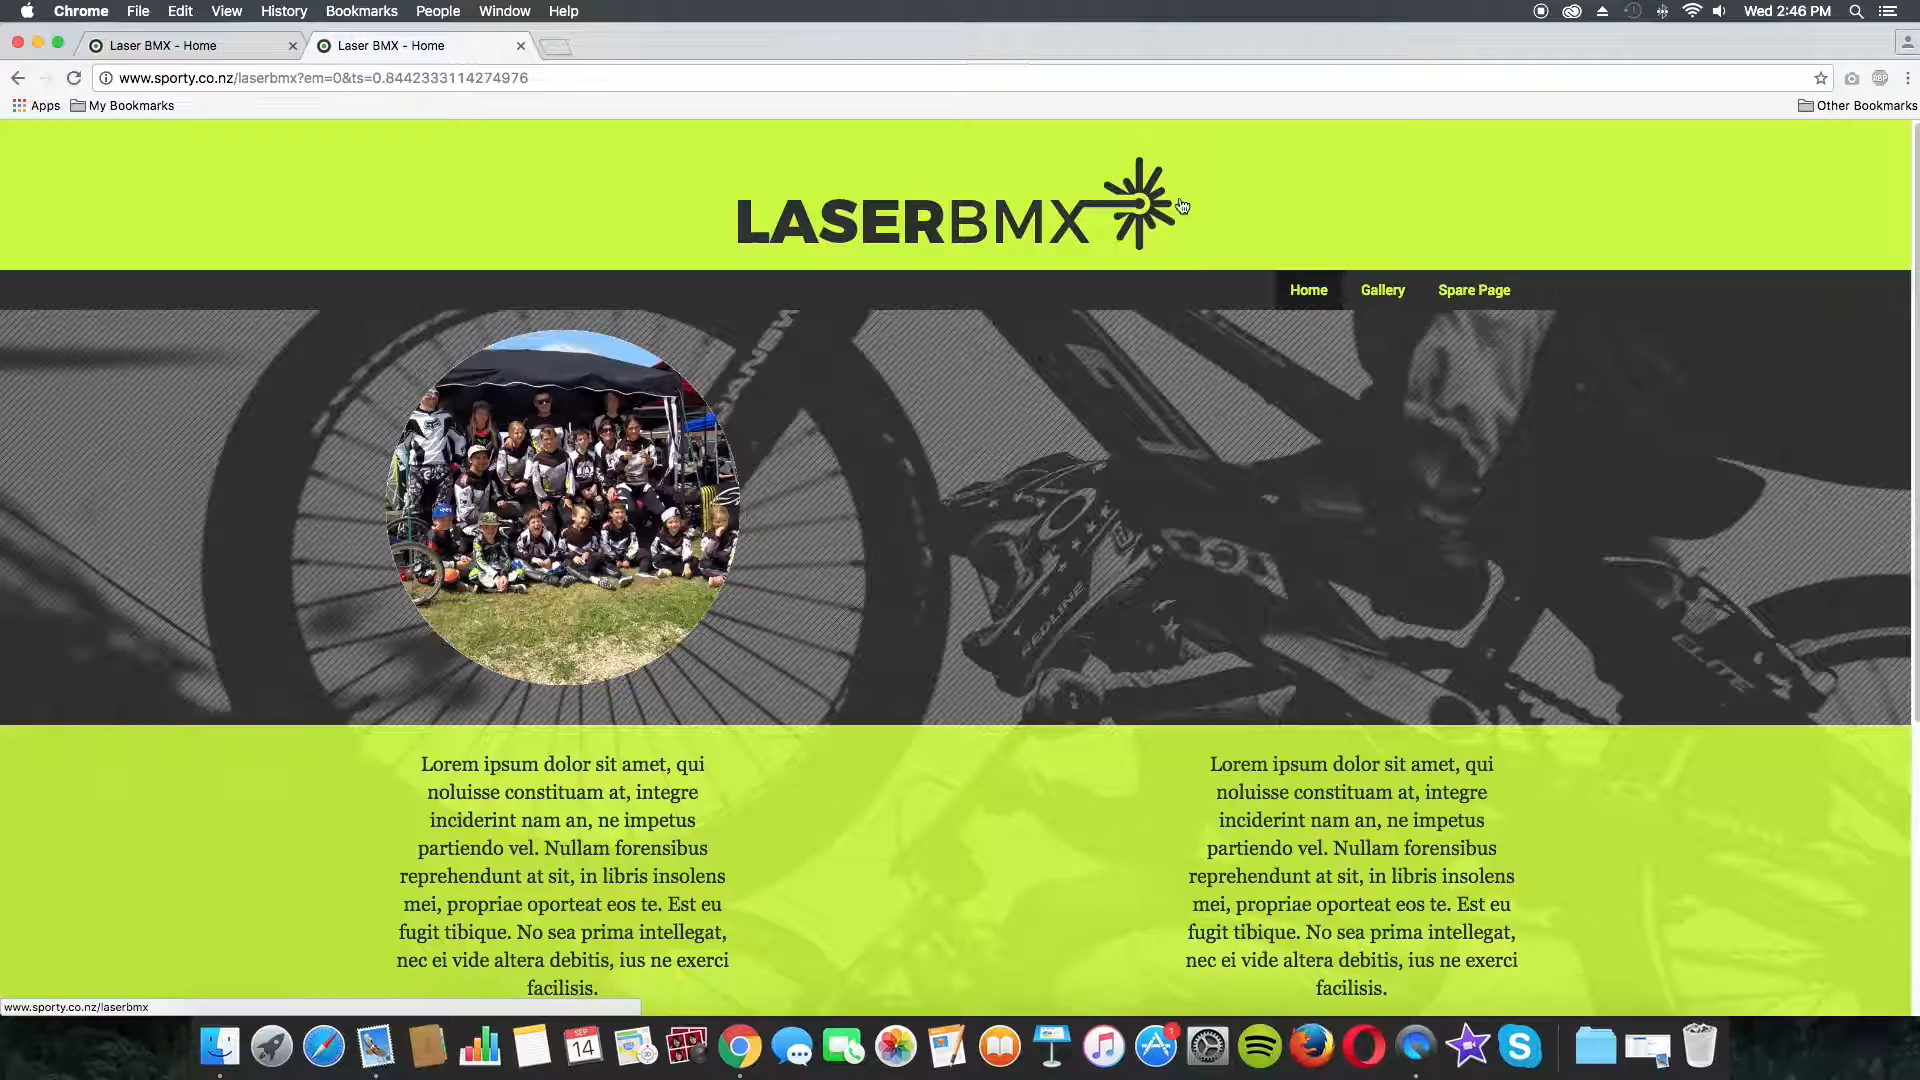 Chrome File Edit View History Bookmarks People Window Help Wed 2:46 PM
Laser BMX - Home Laser BMX - Home
www.sporty.co.nz/laserbmx?em=0&ts=0.8442333114274976 ABP
Apps My Bookmarks Other Bookmarks
LASERBMX
Home Gallery Spare Page
REDLINE
ELITE
Lorem ipsum dolor sit amet, qui
noluisse constituam at, integre
inciderint nam an, ne impetus
partiendo vel. Nullam forensibus
reprehendunt at sit, in libris insolens
mei, propriae oporteat eos te. Est eu
fugit tibique. No sea prima intellegat,
nec ei vide altera debitis, ius ne exerci
facilisis.
Lorem ipsum dolor sit amet, qui
noluisse constituam at, integre
inciderint nam an, ne impetus
partiendo vel. Nullam forensibus
reprehendunt at sit, in libris insolens
mei, propriae oporteat eos te. Est eu
fugit tibique. No sea prima intellegat,
nec ei vide altera debitis, ius ne exerci
facilisis.
www.sporty.co.nz/laserbmx
SEP
14
1